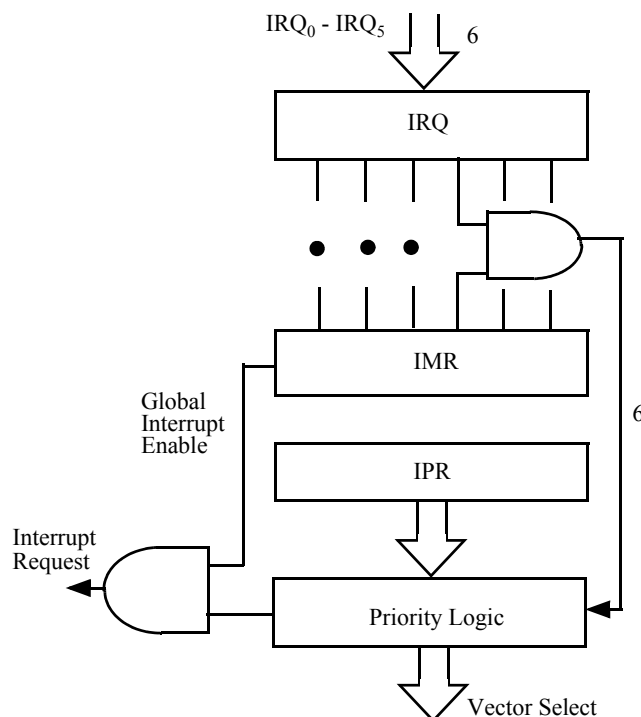 IRQ₀ - IRQ₅
6
IRQ
IMR
Global
Interrupt
Enable
6
IPR
Interrupt
Request
Priority Logic
Vector Select